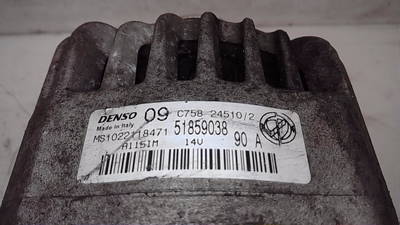 DENSO 09 C758 24510/2
Made in Italy
MS1022118471 51859038 90 A
A115IM 14V